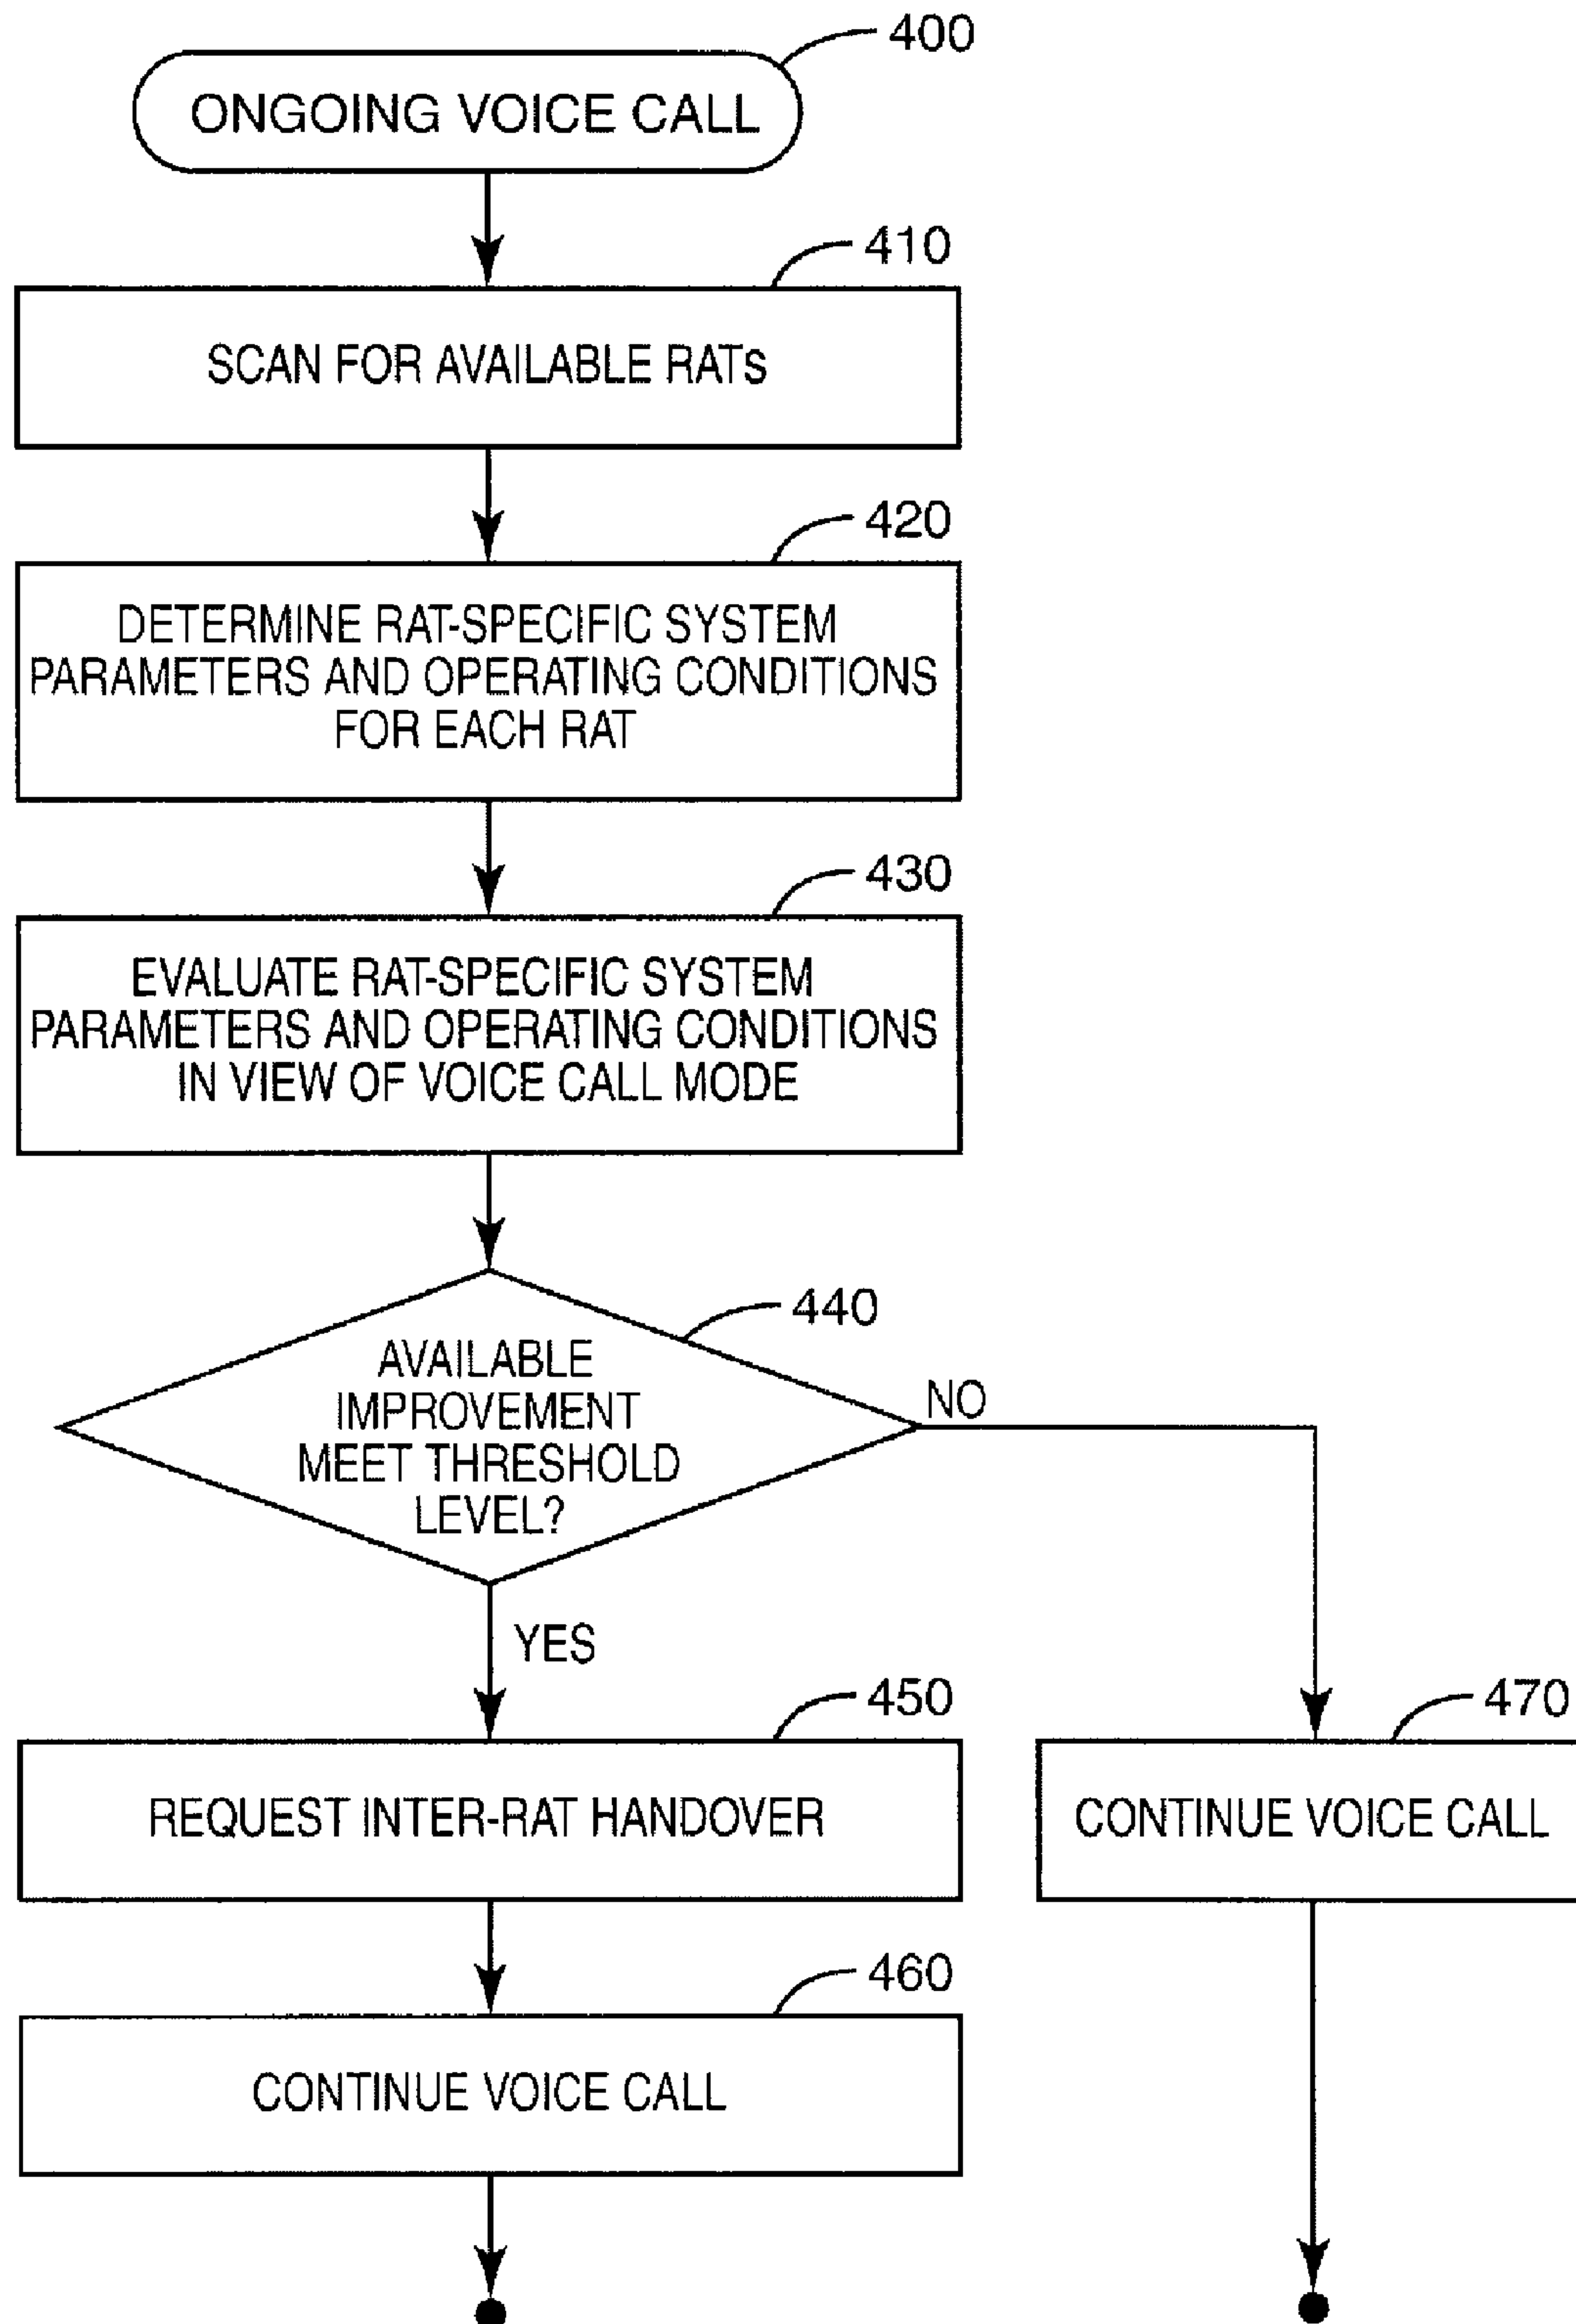 400
ONGOING VOICE CALL
410
SCAN FOR AVAILABLE RATs
420
DETERMINE RAT-SPECIFIC SYSTEM
PARAMETERS AND OPERATING CONDITIONS
FOR EACH RAT
430
EVALUATE RAT-SPECIFIC SYSTEM
PARAMETERS AND OPERATING CONDITIONS
IN VIEW OF VOICE CALL MODE
440
AVAILABLE
IMPROVEMENT
MEET THRESHOLD
LEVEL?
NO
YES
450
REQUEST INTER-RAT HANDOVER
470
CONTINUE VOICE CALL
460
CONTINUE VOICE CALL